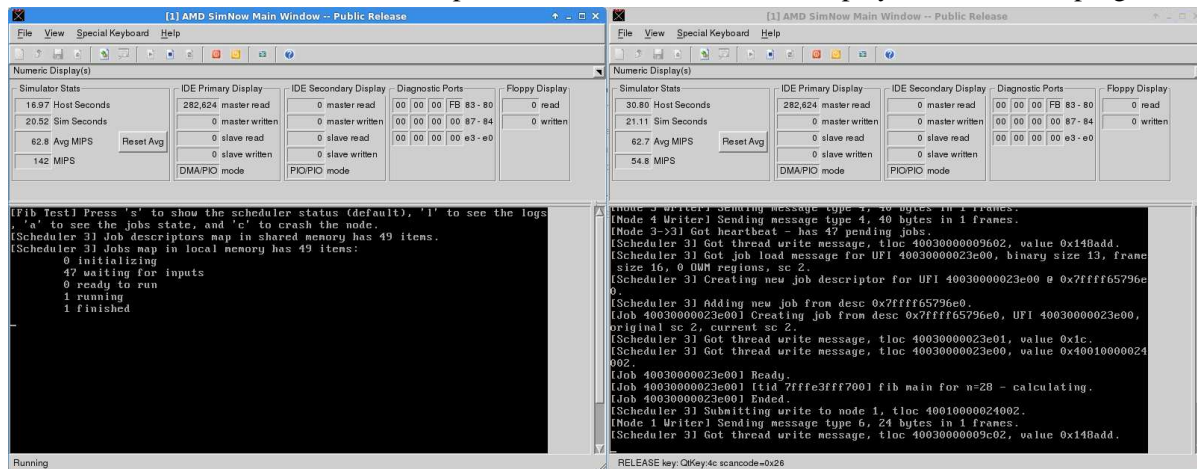 [1] AMD SimNow Main Window -- Public Release
File View Special Keyboard Help
Numeric Display(s)
Simulator Stats
16.97 Host Seconds
20.52 Sim Seconds
62.8 Avg MIPS Reset Avg
142 MIPS
IDE Primary Display
282,624 master read
0 master written
0 slave read
0 slave written
DMA/PIO mode
IDE Secondary Display
0 master read
0 master written
0 slave read
0 slave written
PIO/PIO mode
Diagnostic Ports
00 00 00 FB 83 - 80
00 00 00 00 87 - 84
00 00 00 00 e3 - e0
Floppy Display
0 read
0 written
[Fib Test] Press 's' to show the scheduler status (default), 'l' to see the logs
, 'a' to see the jobs state, and 'c' to crash the node.
[Scheduler 3] Job descriptors map in shared memory has 49 items.
[Scheduler 3] Jobs map in local memory has 49 items:
0 initializing
47 waiting for inputs
0 ready to run
1 running
1 finished
Running
[1] AMD SimNow Main Window -- Public Release
File View Special Keyboard Help
Numeric Display(s)
Simulator Stats
30.80 Host Seconds
21.11 Sim Seconds
62.7 Avg MIPS Reset Avg
54.8 MIPS
IDE Primary Display
282,624 master read
0 master written
0 slave read
0 slave written
DMA/PIO mode
IDE Secondary Display
0 master read
0 master written
0 slave read
0 slave written
PIO/PIO mode
Diagnostic Ports
00 00 00 FB 83 - 80
00 00 00 00 87 - 84
00 00 00 00 e3 - e0
Floppy Display
0 read
0 written
[Node 3 Writer] Sending message type 4, 40 bytes in 1 frames.
[Node 4 Writer] Sending message type 4, 40 bytes in 1 frames.
[Node 3->3] Got heartbeat - has 47 pending jobs.
[Scheduler 3] Got thread write message, tloc 40030000009602, value 0x148add.
[Scheduler 3] Got job load message for UFI 40030000023e00, binary size 13, frame
size 16, 0 OWM regions, sc 2.
[Scheduler 3] Creating new job descriptor for UFI 40030000023e00 @ 0x7ffff65796e
0.
[Scheduler 3] Adding new job from desc 0x7ffff65796e0.
[Job 40030000023e00] Creating job from desc 0x7ffff65796e0, UFI 40030000023e00,
original sc 2, current sc 2.
[Scheduler 3] Got thread write message, tloc 40030000023e01, value 0x1c.
[Scheduler 3] Got thread write message, tloc 40030000023e00, value 0x40010000024
002.
[Job 40030000023e00] Ready.
[Job 40030000023e00] [tid 7fffe3fff700] fib main for n=28 - calculating.
[Job 40030000023e00] Ended.
[Scheduler 3] Submitting write to node 1, tloc 40010000024002.
[Node 1 Writer] Sending message type 6, 24 bytes in 1 frames.
[Scheduler 3] Got thread write message, tloc 40030000009c02, value 0x148add.
RELEASE key: QtKey:4c scancode=0x26